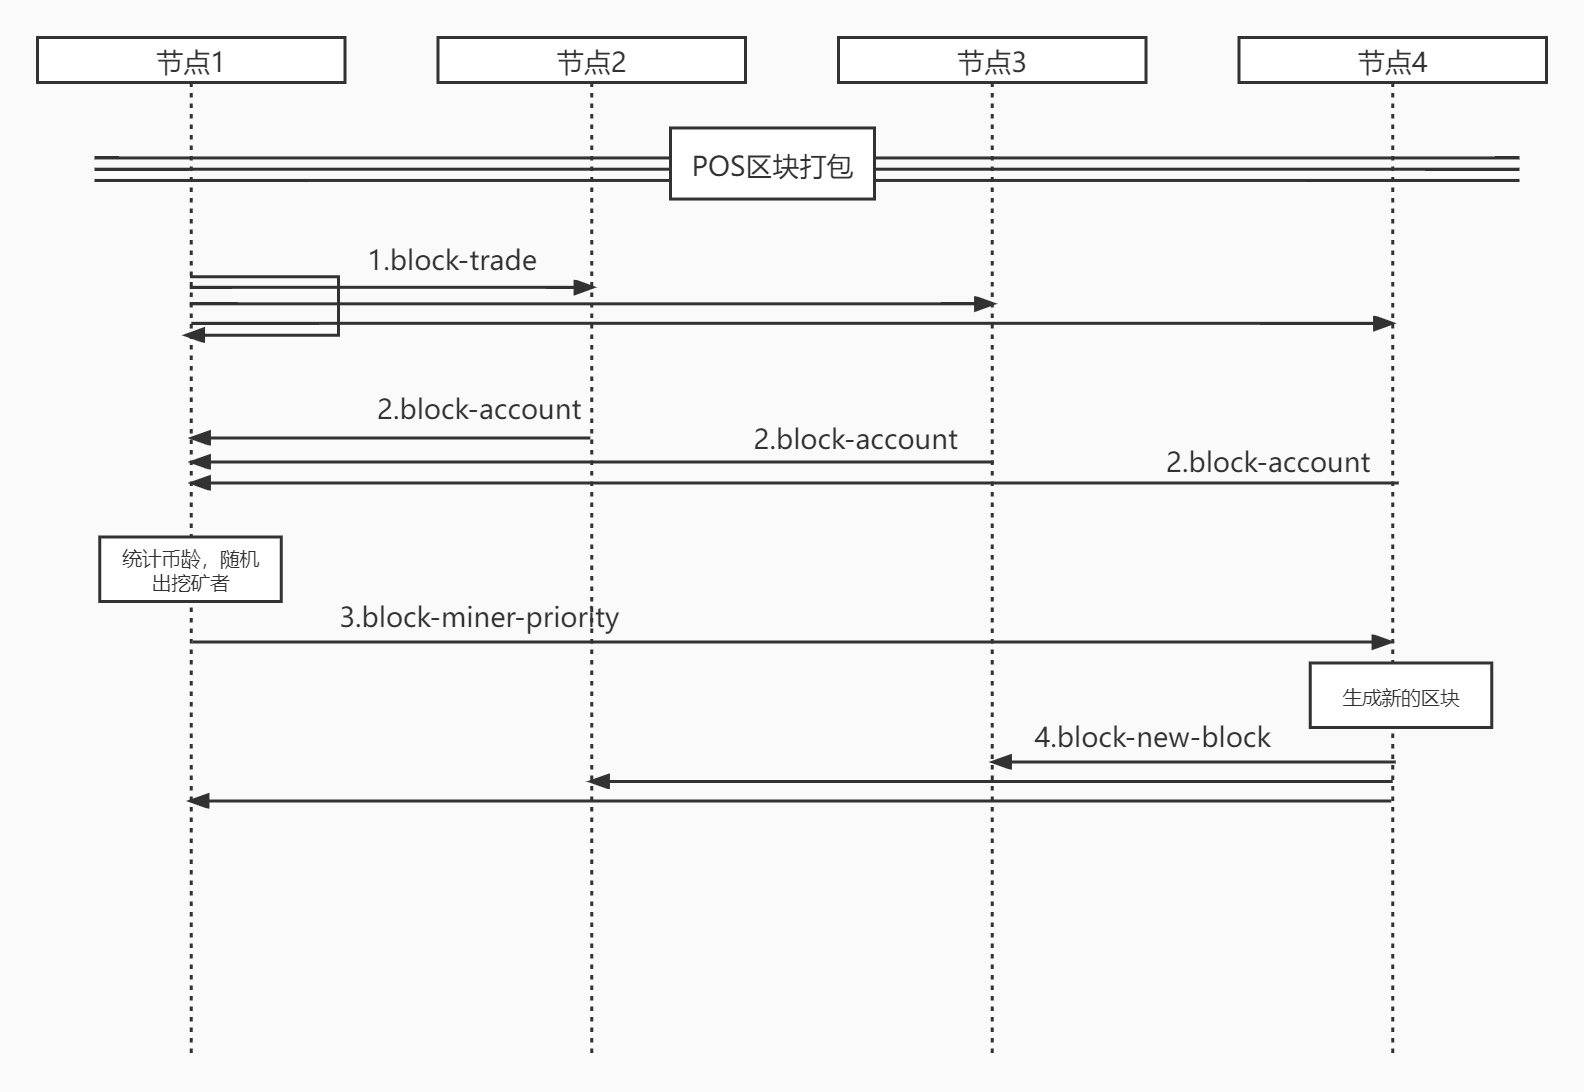 节点1
节点2
节点3
节点4
POS区块打包
1.block-trade
2.block-account
2.block-account
2.block-account
统计币龄，随机
出挖矿者
3.block-miner-priority
生成新的区块
4.block-new-block